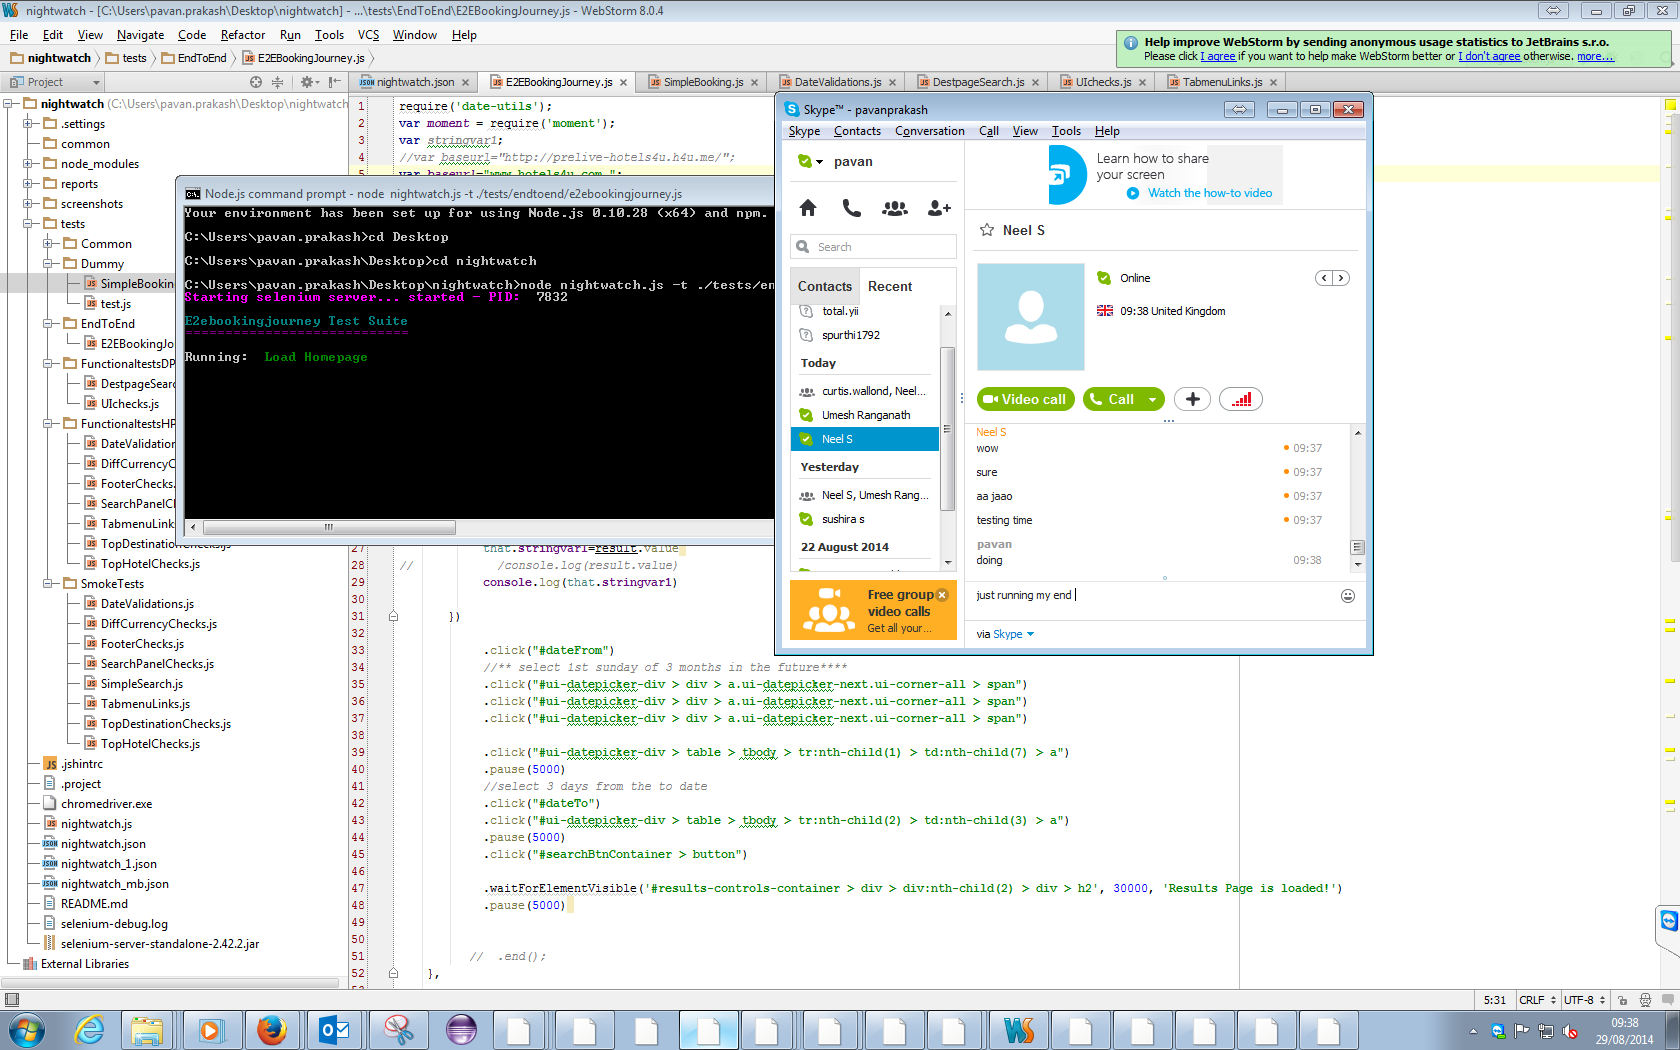 nightwatch - [C:\Users\pavan.prakash\Desktop\nightwatch] - ...\tests\EndToEnd\E2EBookingJourney.js - WebStorm 8.0.4
File Edit View Navigate Code Refactor Run Tools VCS Window Help
nightwatch tests EndToEnd E2EBookingJourney.js
Help improve WebStorm by sending anonymous usage statistics to JetBrains s.r.o.
Please click I agree if you want to help make WebStorm better or I don't agree otherwise. more...
Project
nightwatch.json E2EBookingJourney.js SimpleBooking.js DateValidations.js DestpageSearch.js UIchecks.js TabmenuLinks.js
nightwatch (C:\Users\pavan.prakash\Desktop\nightwatch
.settings
common
node_modules
reports
screenshots
tests
Common
Dummy
SimpleBookin
test.js
EndToEnd
E2EBookingJo
FunctionaltestsDP
DestpageSearc
UIchecks.js
FunctionaltestsHP
DateValidation
DiffCurrencyC
FooterChecks.
SearchPanelCl
TabmenuLink
TopDestinationChecks.js
TopHotelChecks.js
SmokeTests
DateValidations.js
DiffCurrencyChecks.js
FooterChecks.js
SearchPanelChecks.js
SimpleSearch.js
TabmenuLinks.js
TopDestinationChecks.js
TopHotelChecks.js
.jshintrc
.project
chromedriver.exe
nightwatch.js
nightwatch.json
nightwatch_1.json
nightwatch_mb.json
README.md
selenium-debug.log
selenium-server-standalone-2.42.2.jar
External Libraries
1 require('date-utils');
2 var moment = require('moment');
3 var stringvar1;
4 //var baseurl="http://prelive-hotels4u.h4u.me/";
var baseurl="www.hotels4u.com.";
Node.js command prompt - node nightwatch.js -t ./tests/endtoend/e2ebookingjourney.js
Your environment has been set up for using Node.js 0.10.28 (x64) and npm.
C:\Users\pavan.prakash>cd Desktop
C:\Users\pavan.prakash\Desktop>cd nightwatch
C:\Users\pavan.prakash\Desktop\nightwatch>node nightwatch.js -t ./tests/en
Starting selenium server... started - PID: 7832
E2ebookingjourney Test Suite
============================
Running: Load Homepage
27 that.stringvar1=result.value
28 // /console.log(result.value)
29 console.log(that.stringvar1)
30
31 })
32
33 .click("#dateFrom")
34 //** select 1st sunday of 3 months in the future****
35 .click("#ui-datepicker-div > div > a.ui-datepicker-next.ui-corner-all > span")
36 .click("#ui-datepicker-div > div > a.ui-datepicker-next.ui-corner-all > span")
37 .click("#ui-datepicker-div > div > a.ui-datepicker-next.ui-corner-all > span")
38
39 .click("#ui-datepicker-div > table > tbody > tr:nth-child(1) > td:nth-child(7) > a")
40 .pause(5000)
41 //select 3 days from the to date
42 .click("#dateTo")
43 .click("#ui-datepicker-div > table > tbody > tr:nth-child(2) > td:nth-child(3) > a")
44 .pause(5000)
45 .click("#searchBtnContainer > button")
46
47 .waitForElementVisible('#results-controls-container > div > div:nth-child(2) > div > h2', 30000, 'Results Page is loaded!')
48 .pause(5000)
49
50
51 // .end();
52 },
Skype™ - pavanprakash
Skype Contacts Conversation Call View Tools Help
pavan
Search
Contacts Recent
total.yii
spurthi1792
Today
curtis.wallond, Neel...
Umesh Ranganath
Neel S
Yesterday
Neel S, Umesh Rang...
sushira s
22 August 2014
Free group
video calls
Get all your...
Learn how to share
your screen
Watch the how-to video
Neel S
Online
09:38 United Kingdom
Video call Call
Neel S
wow 09:37
sure 09:37
aa jaao 09:37
testing time 09:37
pavan
doing 09:38
just running my end
via Skype
5:31 CRLF UTF-8
09:38
29/08/2014